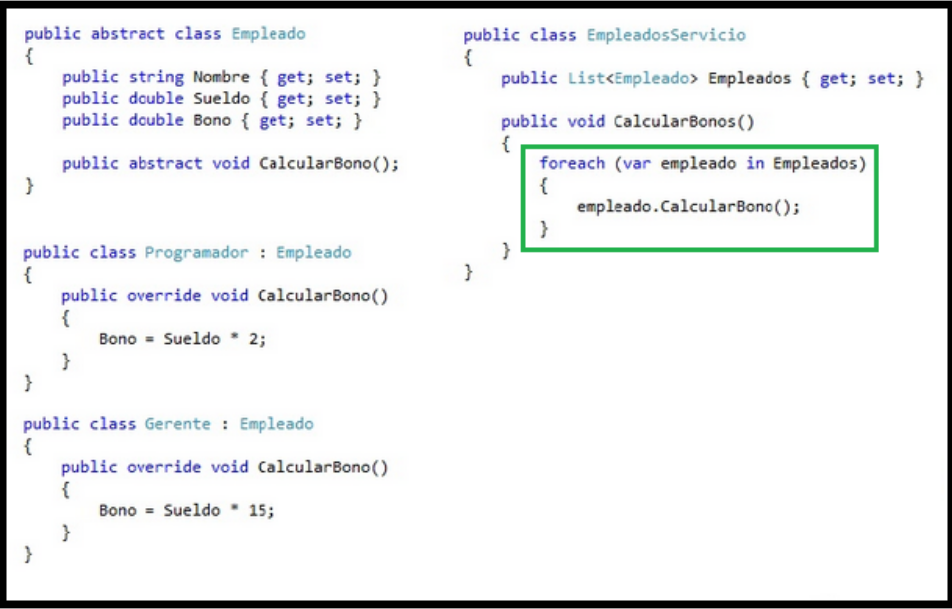 public abstract class Empleado
{
    public string Nombre { get; set; }
    public double Sueldo { get; set; }
    public double Bono { get; set; }

    public abstract void CalcularBono();
}

public class Programador : Empleado
{
    public override void CalcularBono()
    {
        Bono = Sueldo * 2;
    }
}

public class Gerente : Empleado
{
    public override void CalcularBono()
    {
        Bono = Sueldo * 15;
    }
}

public class EmpleadosServicio
{
    public List<Empleado> Empleados { get; set; }

    public void CalcularBonos()
    {
        foreach (var empleado in Empleados)
        {
            empleado.CalcularBono();
        }
    }
}